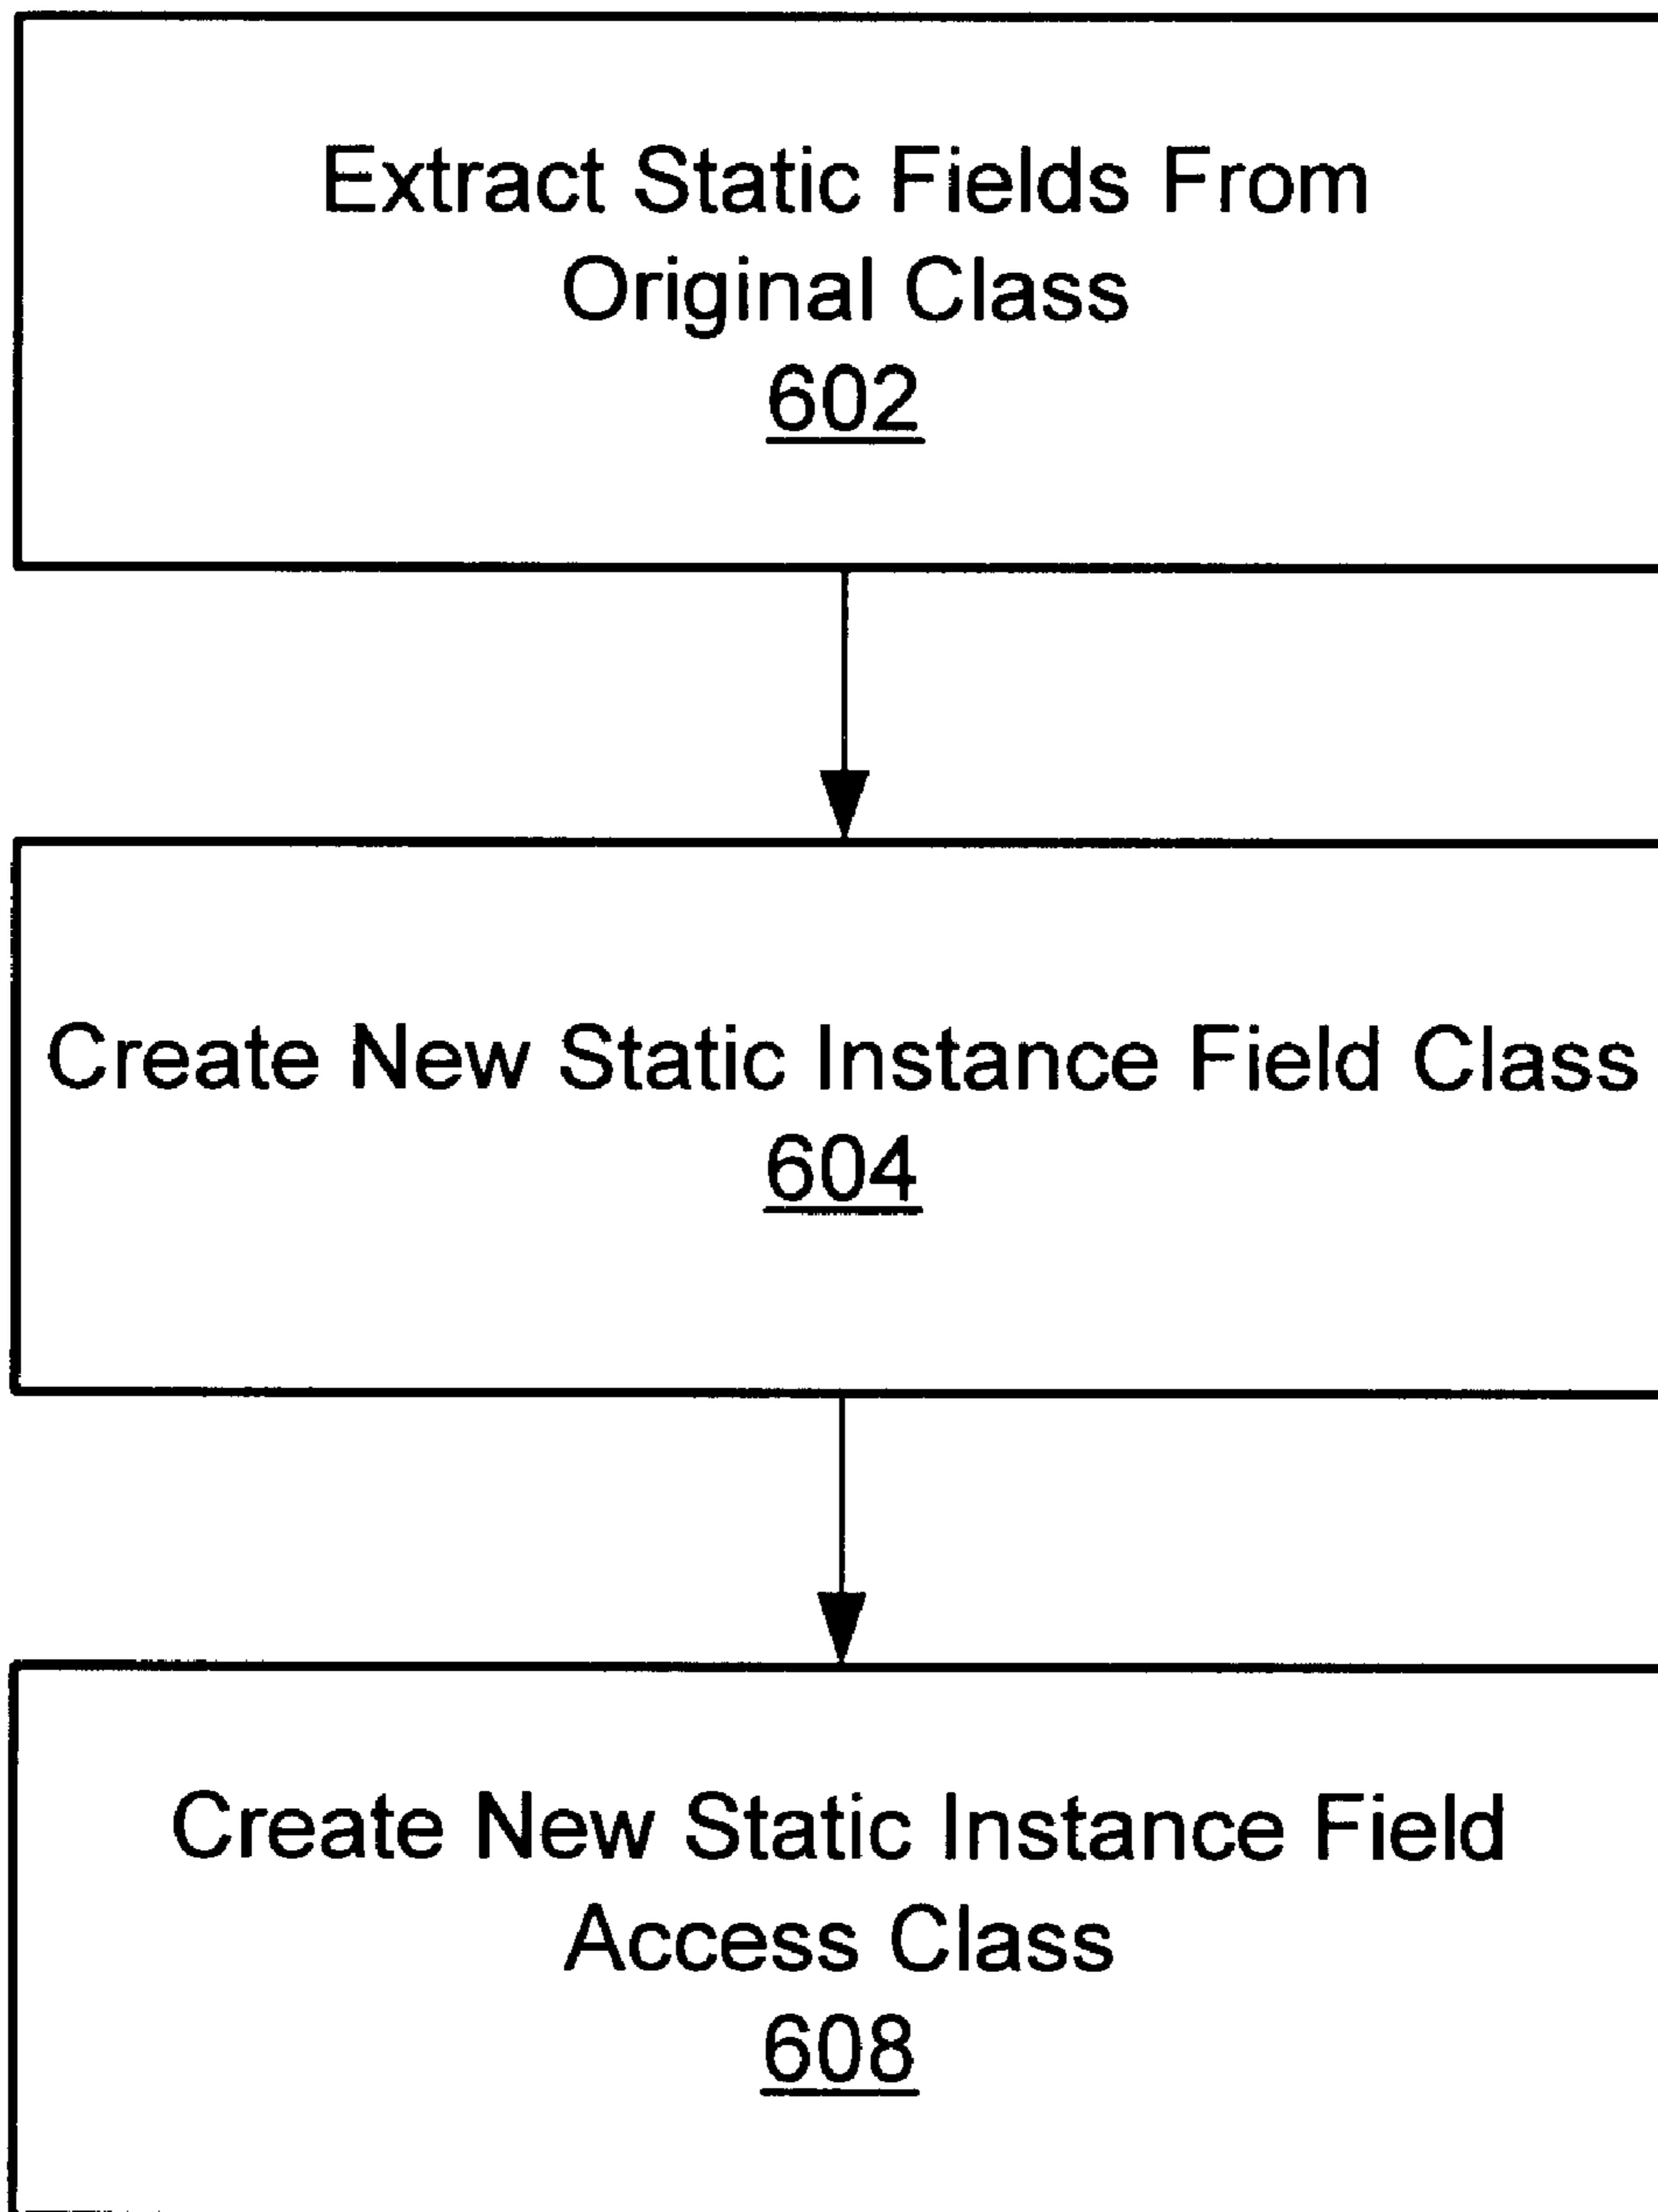 Extract Static Fields From
Original Class
602
Create New Static Instance Field Class
604
Create New Static Instance Field
Access Class
608